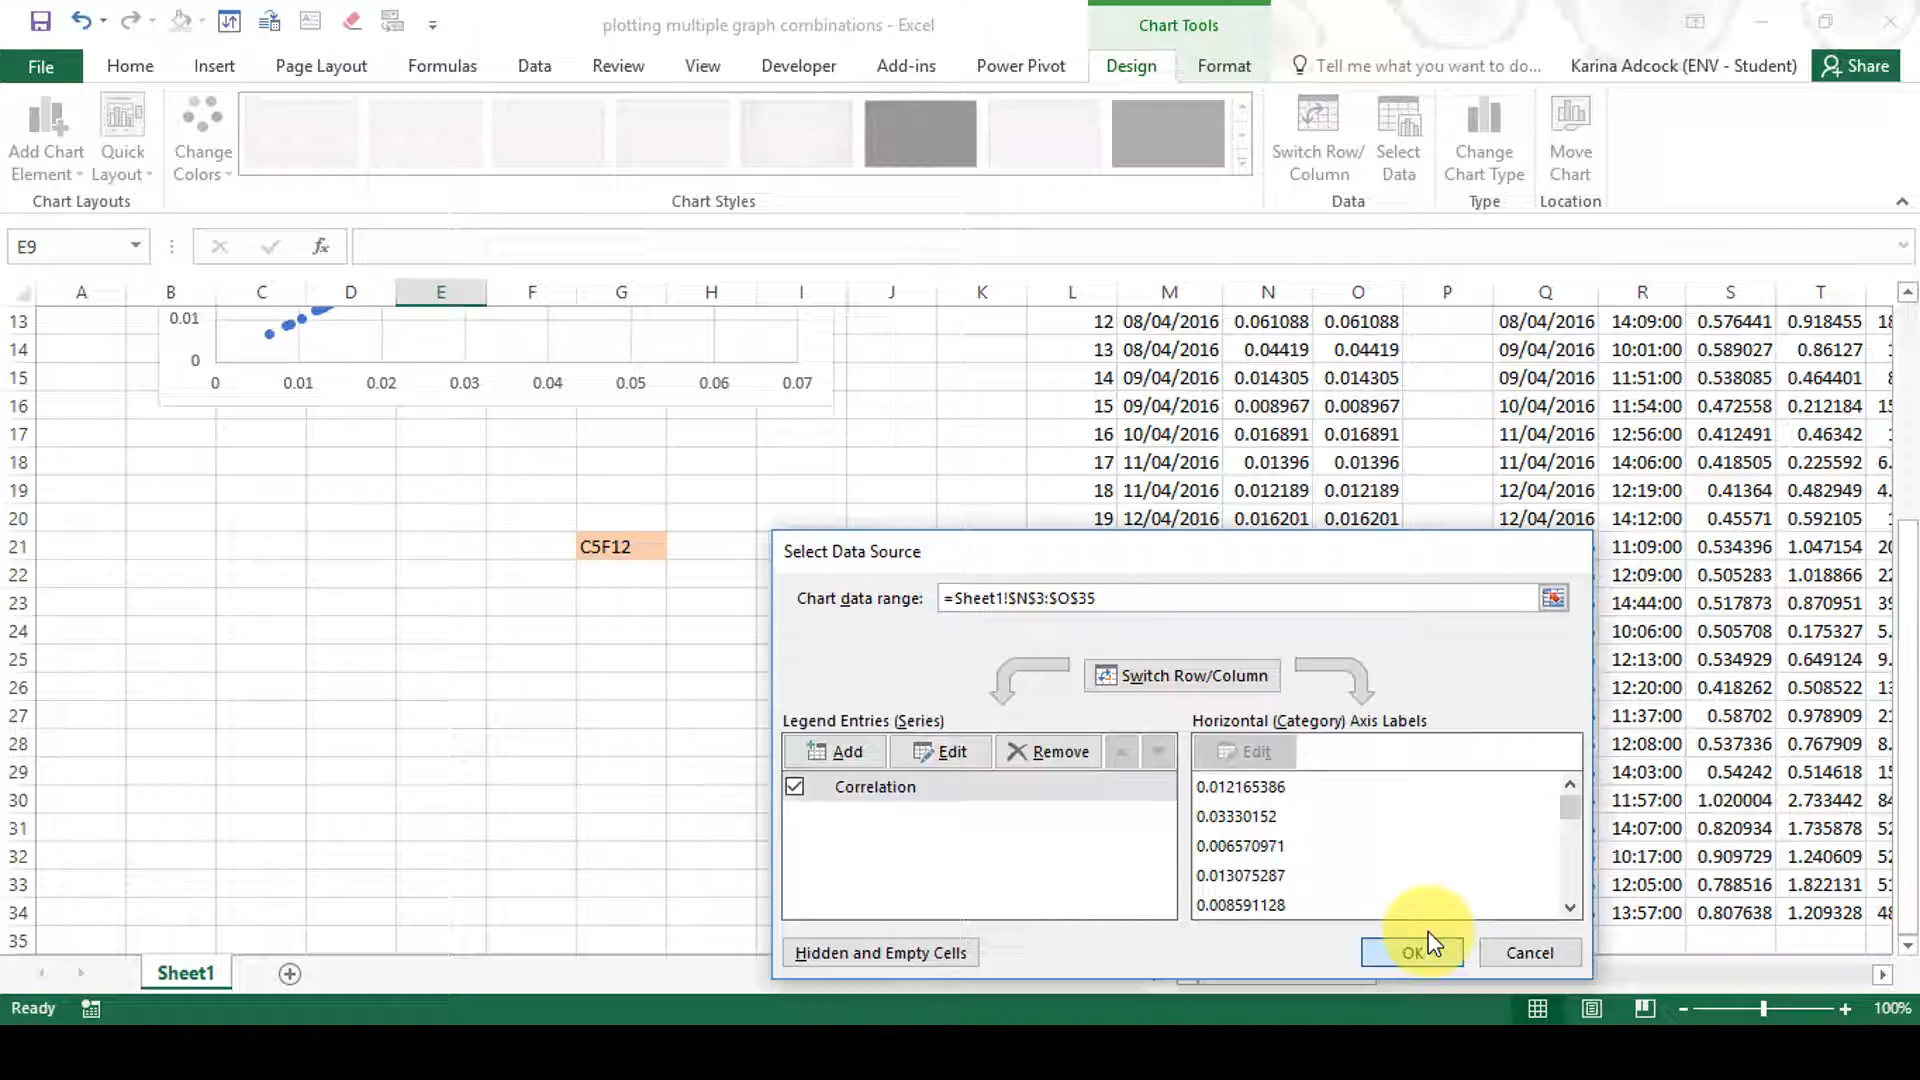 plotting multiple graph combinations - Excel
Chart Tools
File Home Insert Page Layout Formulas Data Review View Developer Add-ins Power Pivot Design Format Tell me what you want to do... Karina Adcock (ENV - Student) Share
Add Chart Element Quick Layout Change Colors Switch Row/ Column Select Data Change Chart Type Move Chart
Chart Layouts Chart Styles Data Type Location
E9 fx
A B C D E F G H I J K L M N O P Q R S T
13 0.01 12 08/04/2016 0.061088 0.061088 08/04/2016 14:09:00 0.576441 0.918455
14 0 13 08/04/2016 0.04419 0.04419 09/04/2016 10:01:00 0.589027 0.86127
15 0 0.01 0.02 0.03 0.04 0.05 0.06 0.07 14 09/04/2016 0.014305 0.014305 09/04/2016 11:51:00 0.538085 0.464401
16 15 09/04/2016 0.008967 0.008967 10/04/2016 11:54:00 0.472558 0.212184
17 16 10/04/2016 0.016891 0.016891 11/04/2016 12:56:00 0.412491 0.46342
18 17 11/04/2016 0.01396 0.01396 11/04/2016 14:06:00 0.418505 0.225592
19 18 11/04/2016 0.012189 0.012189 12/04/2016 12:19:00 0.41364 0.482949
20 19 12/04/2016 0.016201 0.016201 12/04/2016 14:12:00 0.45571 0.592105
21 C5F12 11:09:00 0.534396 1.047154
22 12:09:00 0.505283 1.018866
23 14:44:00 0.517873 0.870951
24 10:06:00 0.505708 0.175327
25 12:13:00 0.534929 0.649124
26 12:20:00 0.418262 0.508522
27 11:37:00 0.58702 0.978909
28 12:08:00 0.537336 0.767909
29 14:03:00 0.54242 0.514618
30 11:57:00 1.020004 2.733442
31 14:07:00 0.820934 1.735878
32 10:17:00 0.909729 1.240609
33 12:05:00 0.788516 1.822131
34 13:57:00 0.807638 1.209328
35
Select Data Source
Chart data range: =Sheet1!$N$3:$O$35
Switch Row/Column
Legend Entries (Series) Horizontal (Category) Axis Labels
Add Edit Remove Edit
Correlation 0.012165386
0.03330152
0.006570971
0.013075287
0.008591128
Hidden and Empty Cells OK Cancel
Sheet1
Ready 100%